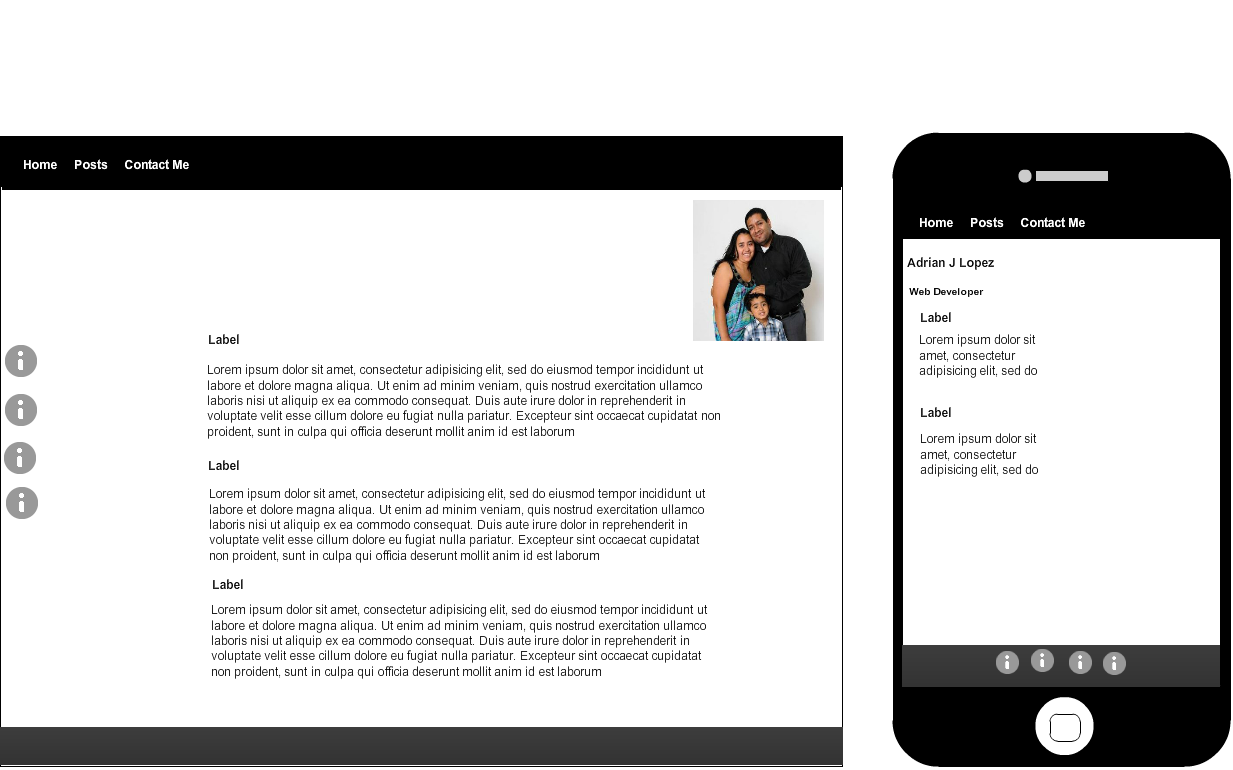 Home Posts Contact Me
Label
Lorem ipsum dolor sit amet, consectetur adipisicing elit, sed do eiusmod tempor incididunt ut
labore et dolore magna aliqua. Ut enim ad minim veniam, quis nostrud exercitation ullamco
laboris nisi ut aliquip ex ea commodo consequat. Duis aute irure dolor in reprehenderit in
voluptate velit esse cillum dolore eu fugiat nulla pariatur. Excepteur sint occaecat cupidatat non
proident, sunt in culpa qui officia deserunt mollit anim id est laborum
Label
Lorem ipsum dolor sit amet, consectetur adipisicing elit, sed do eiusmod tempor incididunt ut
labore et dolore magna aliqua. Ut enim ad minim veniam, quis nostrud exercitation ullamco
laboris nisi ut aliquip ex ea commodo consequat. Duis aute irure dolor in reprehenderit in
voluptate velit esse cillum dolore eu fugiat nulla pariatur. Excepteur sint occaecat cupidatat
non proident, sunt in culpa qui officia deserunt mollit anim id est laborum
Label
Lorem ipsum dolor sit amet, consectetur adipisicing elit, sed do eiusmod tempor incididunt ut
labore et dolore magna aliqua. Ut enim ad minim veniam, quis nostrud exercitation ullamco
laboris nisi ut aliquip ex ea commodo consequat. Duis aute irure dolor in reprehenderit in
voluptate velit esse cillum dolore eu fugiat nulla pariatur. Excepteur sint occaecat cupidatat
non proident, sunt in culpa qui officia deserunt mollit anim id est laborum
Home Posts Contact Me
Adrian J Lopez
Web Developer
Label
Lorem ipsum dolor sit
amet, consectetur
adipisicing elit, sed do
Label
Lorem ipsum dolor sit
amet, consectetur
adipisicing elit, sed do